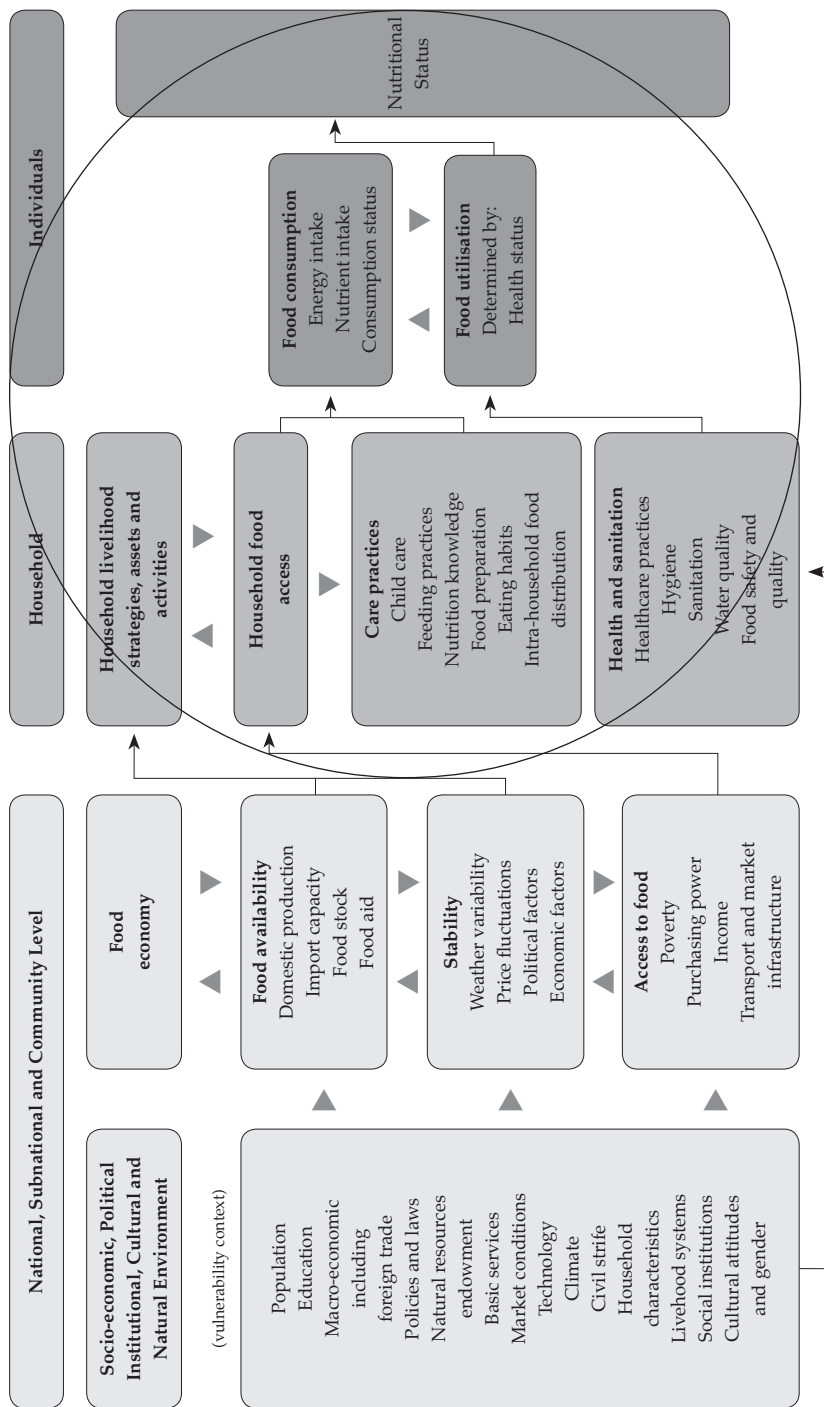 National, Subnational and Community Level
Household
Individuals
Socio-economic, Political
Institutional, Cultural and
Natural Environment
(vulnerability context)
Population
Education
Macro-economic
including
foreign trade
Policies and laws
Natural resources
endowment
Basic services
Market conditions
Technology
Climate
Civil strife
Household
characteristics
Livehood systems
Social institutions
Cultural attitudes
and gender
Food
economy
Food availability
Domestic production
Import capacity
Food stock
Food aid
Stability
Weather variability
Price fluctuations
Political factors
Economic factors
Access to food
Poverty
Purchasing power
Income
Transport and market
infrastructure
Household livelihood
strategies, assets and
activities
Household food
access
Care practices
Child care
Feeding practices
Nutrition knowledge
Food preparation
Eating habits
Intra-household food
distribution
Health and sanitation
Healthcare practices
Hygiene
Sanitation
Water quality
Food safety and
quality
Food consumption
Energy intake
Nutrient intake
Consumption status
Food utilisation
Determined by:
Health status
Nutritional
Status